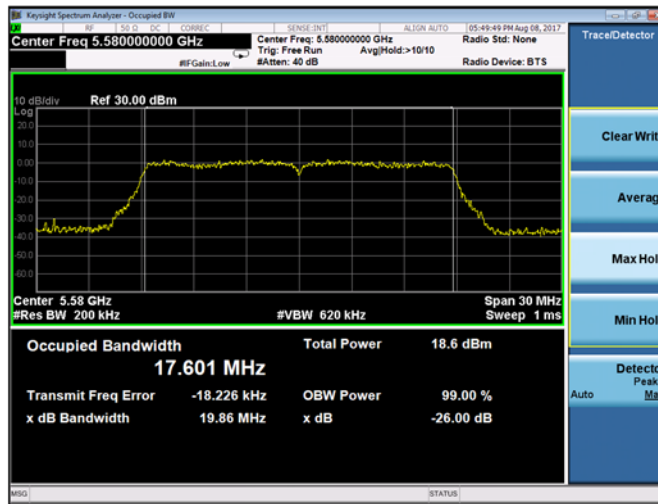 Keysight Spectrum Analyzer - Occupied BW
RF 50 Ω DC CORREC SENSE:INT ALIGN AUTO 05:49:49 PM Aug 08, 2017
Center Freq 5.580000000 GHz
Center Freq: 5.580000000 GHz
Radio Std: None
Trig: Free Run Avg|Hold:>10/10
#IFGain:Low #Atten: 40 dB Radio Device: BTS
Trace/Detector
10 dB/div Ref 30.00 dBm
Log
20.0
10.0
0.00
-10.0
-20.0
-30.0
-40.0
-50.0
-60.0
Center 5.58 GHz Span 30 MHz
#Res BW 200 kHz #VBW 620 kHz Sweep 1 ms
Occupied Bandwidth Total Power 18.6 dBm
17.601 MHz
Transmit Freq Error -18.226 kHz OBW Power 99.00 %
x dB Bandwidth 19.86 MHz x dB -26.00 dB
Clear Writ
Averag
Max Hol
Min Hol
Detecto
Peak
Auto Ma
MSG STATUS